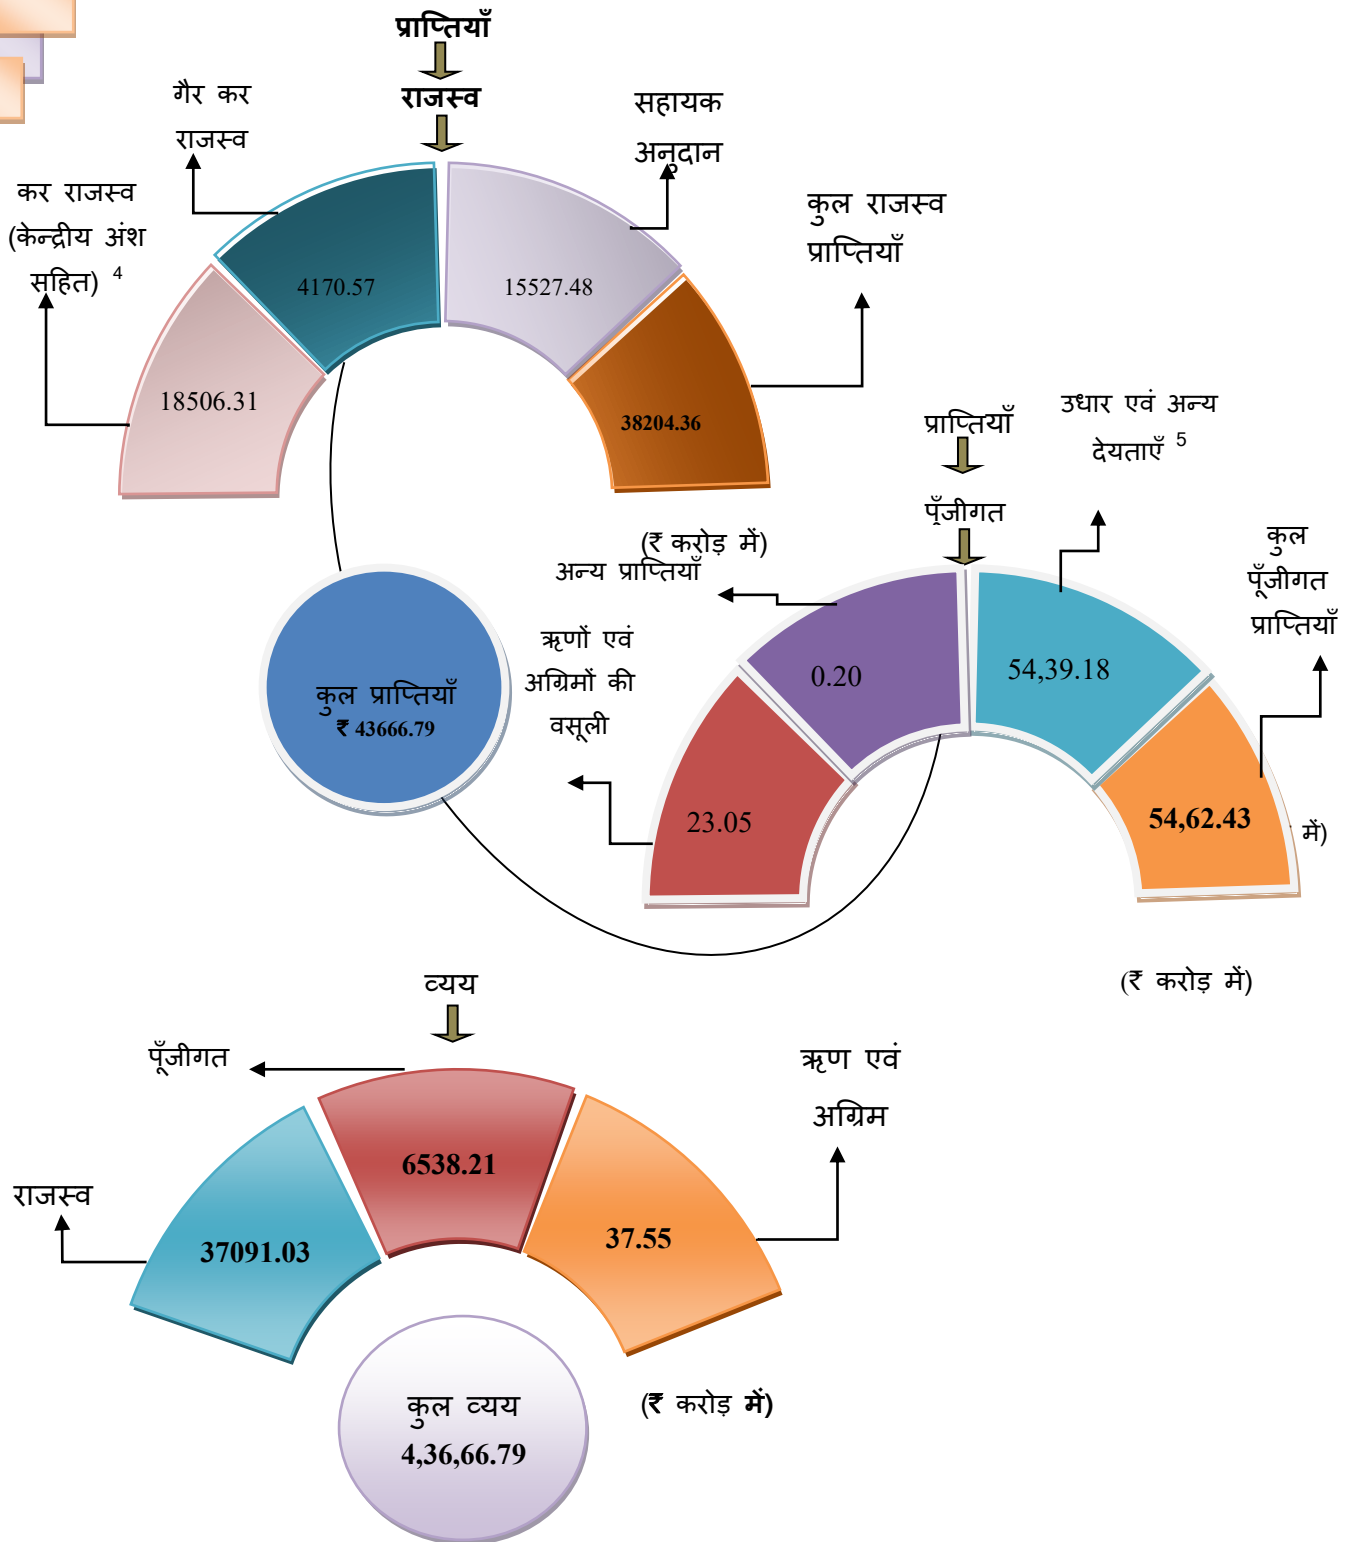 प्राप्तियाँ
राजस्व
गैर कर
राजस्व
सहायक
अनुदान
कर राजस्व
(केन्द्रीय अंश
सहित) 4
कुल राजस्व
प्राप्तियाँ
4170.57
15527.48
18506.31
38204.36
(₹ करोड़ में)
प्राप्तियाँ
पूँजीगत
उधार एवं अन्य
देयताएँ 5
अन्य प्राप्तियाँ
कुल
पूँजीगत
प्राप्तियाँ
ऋणों एवं
अग्रिमों की
वसूली
0.20
54,39.18
23.05
54,62.43
में)
कुल प्राप्तियाँ
₹ 43666.79
(₹ करोड़ में)
व्यय
पूँजीगत
ऋण एवं
अग्रिम
राजस्व
6538.21
37091.03
37.55
कुल व्यय
4,36,66.79
(₹ करोड़ में)